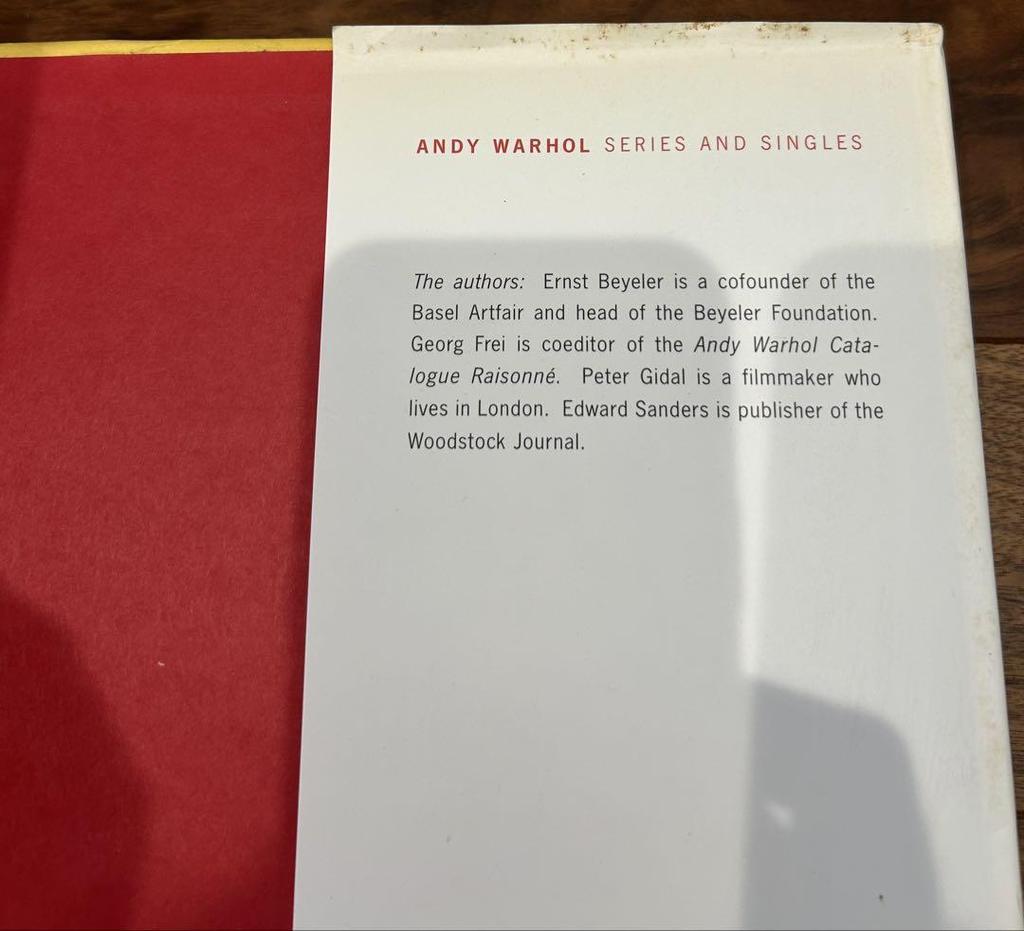 ANDY WARHOL SERIES AND SINGLES
The authors: Ernst Beyeler is a cofounder of the
Basel Artfair and head of the Beyeler Foundation.
Georg Frei is coeditor of the Andy Warhol Cata-
logue Raisonné. Peter Gidal is a filmmaker who
lives in London. Edward Sanders is publisher of the
Woodstock Journal.